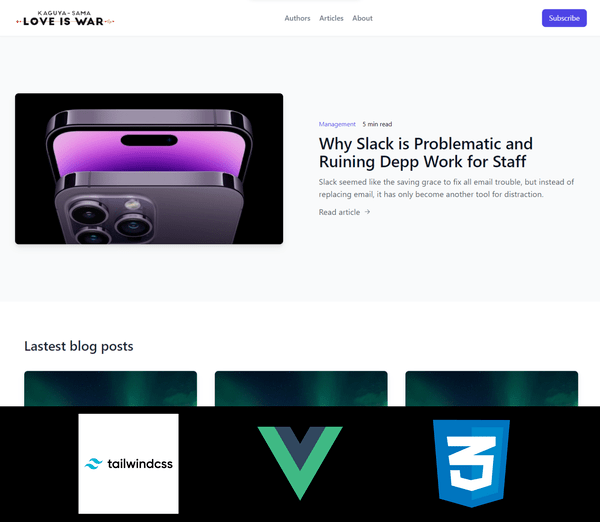 KAGUYA-SAMA
LOVE IS WAR
Authors Articles About
Subscribe
Management 5 min read
Why Slack is Problematic and
Ruining Depp Work for Staff
Slack seemed like the saving grace to fix all email trouble, but instead of
replacing email, it has only become another tool for distraction.
Read article →
Lastest blog posts
tailwindcss
3